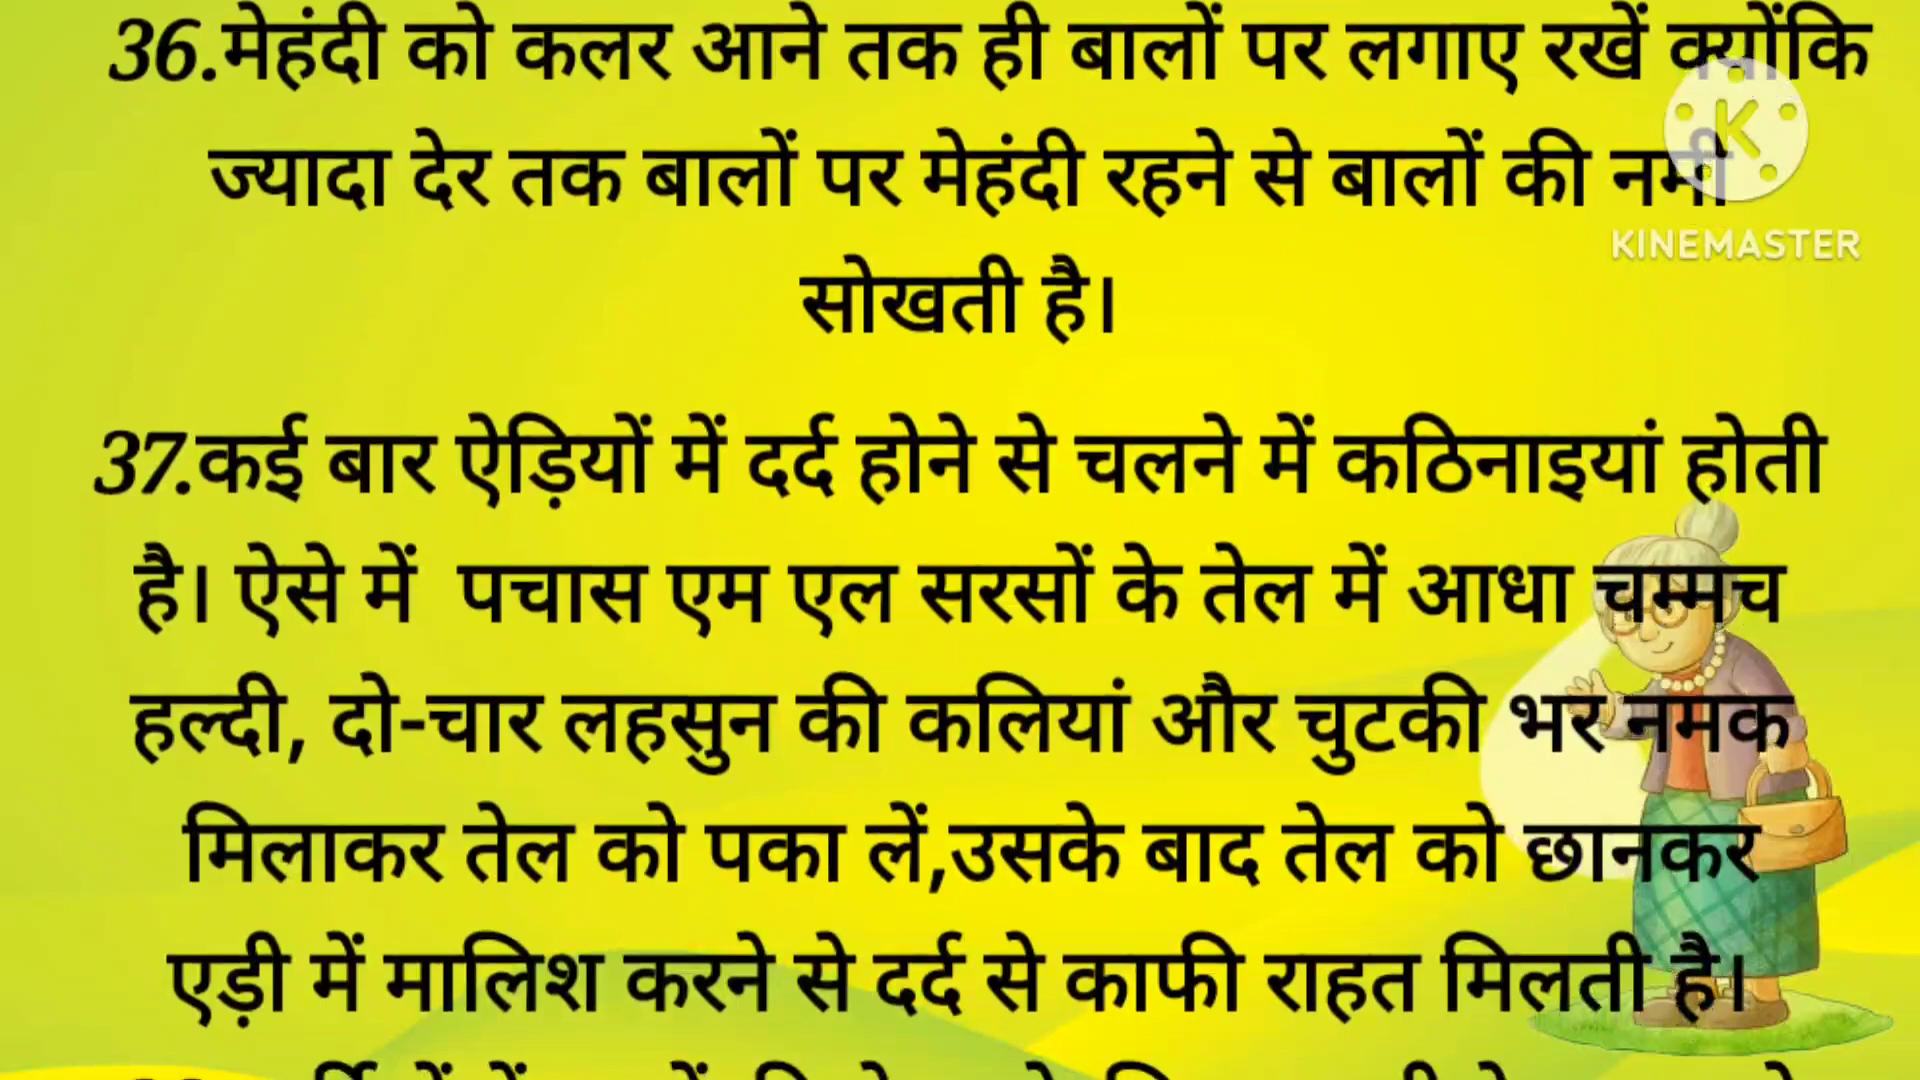 36.मेहंदी को कलर आने तक ही बालों पर लगाए रखें क्योंकि
ज्यादा देर तक बालों पर मेहंदी रहने से बालों की नमी
KINEMASTER
सोखती है।
37.कई बार ऐड़ियों में दर्द होने से चलने में कठिनाइयां होती
है। ऐसे में पचास एम एल सरसों के तेल में आधा चम्मच
हल्दी, दो-चार लहसुन की कलियां और चुटकी भर नमक
मिलाकर तेल को पका लें,उसके बाद तेल को छानकर
एड़ी में मालिश करने से दर्द से काफी राहत मिलती है।